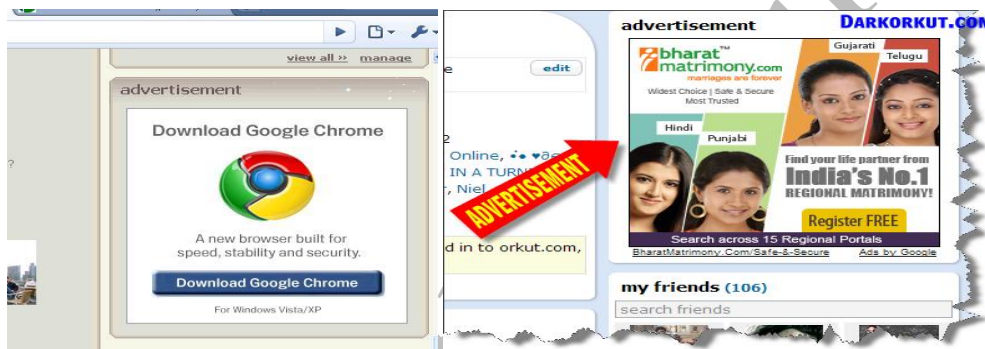 view all » manage
advertisement
Download Google Chrome
A new browser built for
speed, stability and security.
Download Google Chrome
For Windows Vista/XP
?
DARKORKUT.COM
advertisement
e
edit
2
Online,
IN A TURN
, Niel
ADVERTISEMENT
d in to orkut.com,
bharat™
matrimony.com
marriages are forever
Widest Choice | Safe & Secure
Most Trusted
Gujarati
Telugu
Hindi
Punjabi
Find your life partner from
India's No.1
REGIONAL MATRIMONY!
Register FREE
Search across 15 Regional Portals
BharatMatrimony.Com/Safe-&-Secure Ads by Google
my friends (106)
search friends